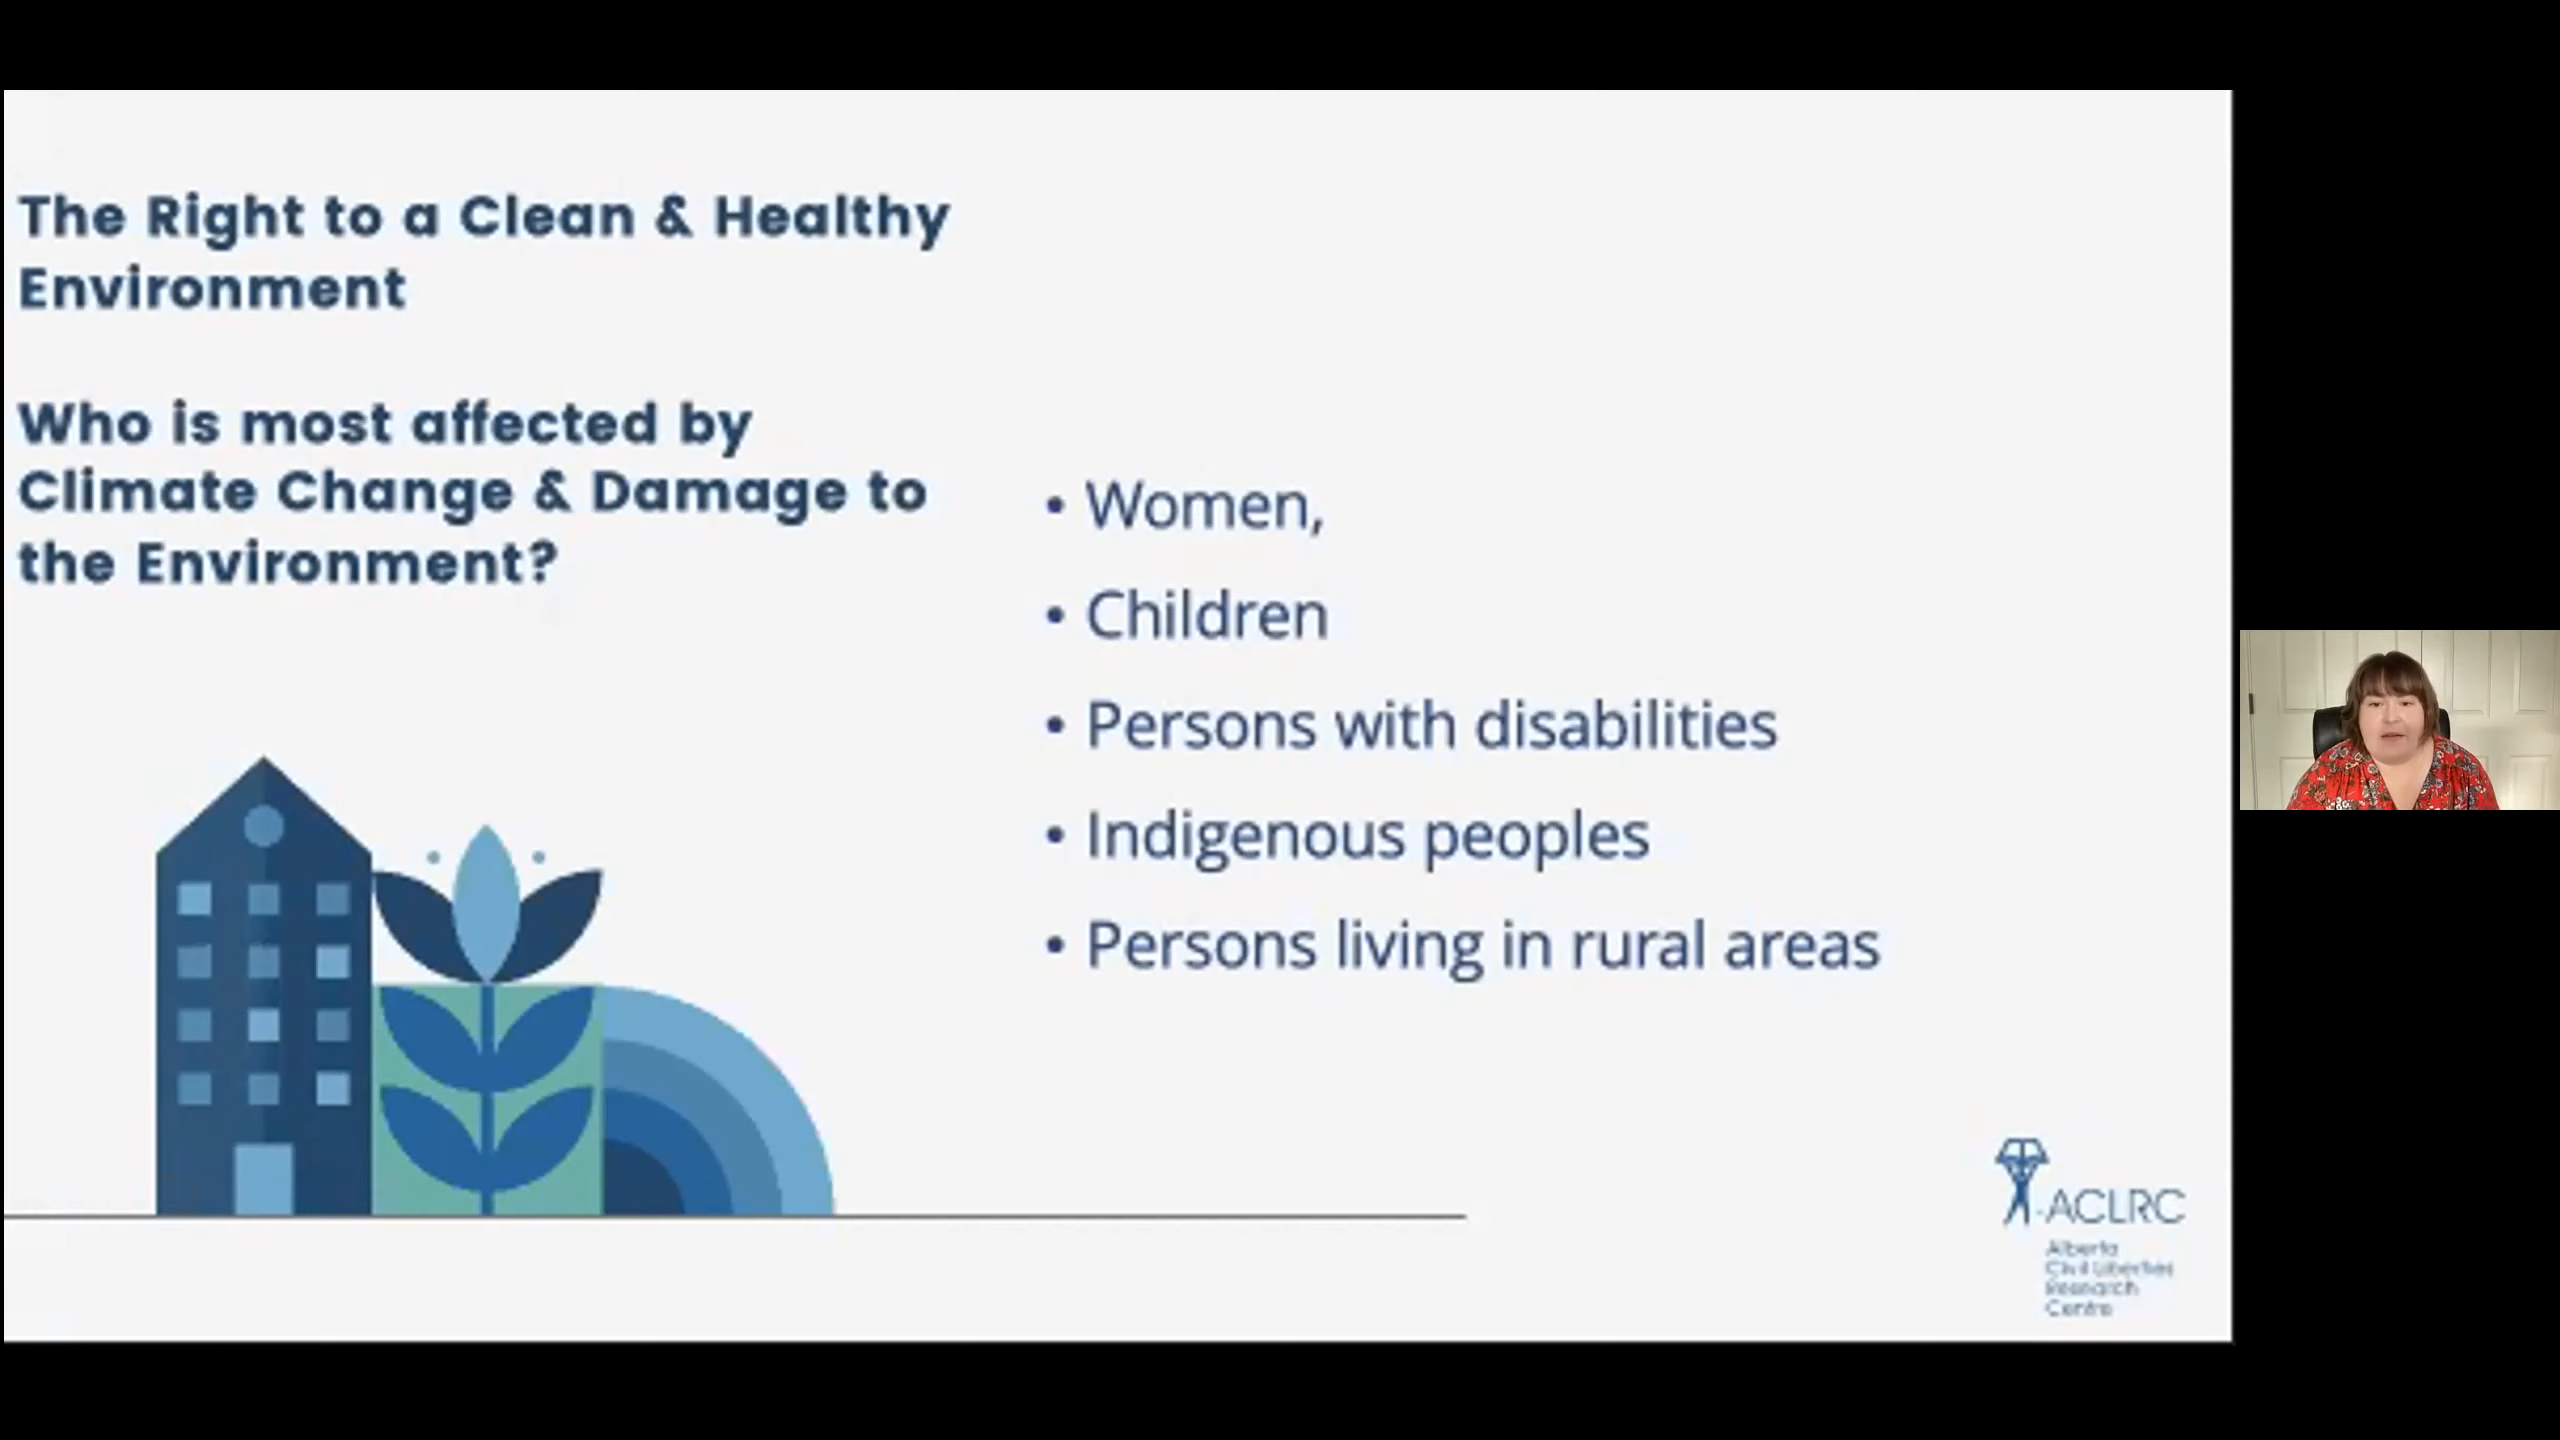 The Right to a Clean & Healthy
Environment
Who is most affected by
Climate Change & Damage to
the Environment?
• Women,
• Children
• Persons with disabilities
• Indigenous peoples
• Persons living in rural areas
ACLRC
Alberta
Civil Liberties
Research
Centre